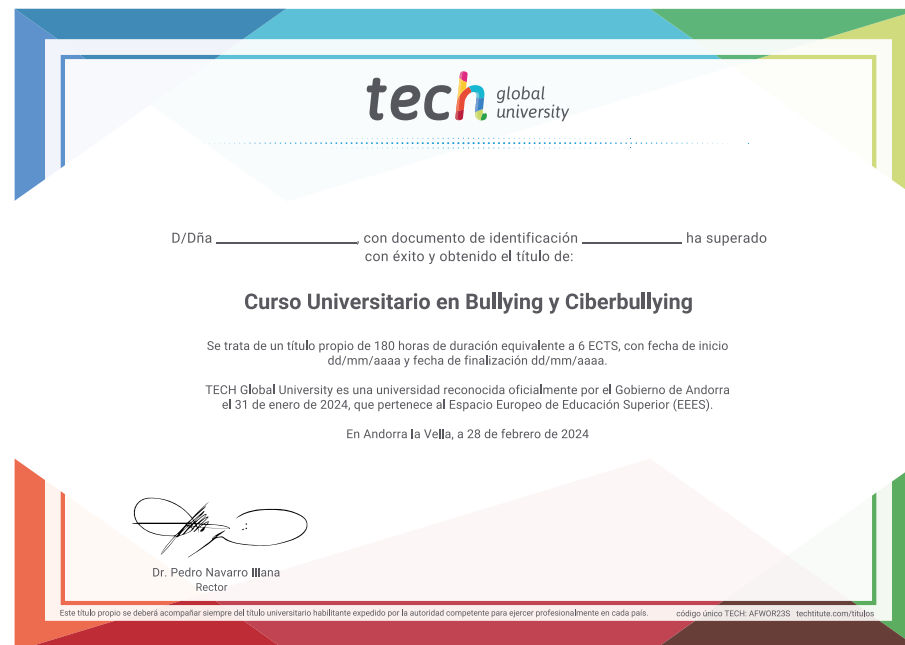 tech global university
D/Dña ____________, con documento de identificación ____________ ha superado
con éxito y obtenido el título de:
Curso Universitario en Bullying y Ciberbullying
Se trata de un título propio de 180 horas de duración equivalente a 6 ECTS, con fecha de inicio
dd/mm/aaaa y fecha de finalización dd/mm/aaaa.
TECH Global University es una universidad reconocida oficialmente por el Gobierno de Andorra
el 31 de enero de 2024, que pertenece al Espacio Europeo de Educación Superior (EEES).
En Andorra la Vella, a 28 de febrero de 2024
Dr. Pedro Navarro Illana
Rector
Este título propio se deberá acompañar siempre del título universitario habilitante expedido por la autoridad competente para ejercer profesionalmente en cada país.
código único TECH: AFWOR23S techtitute.com/titulos